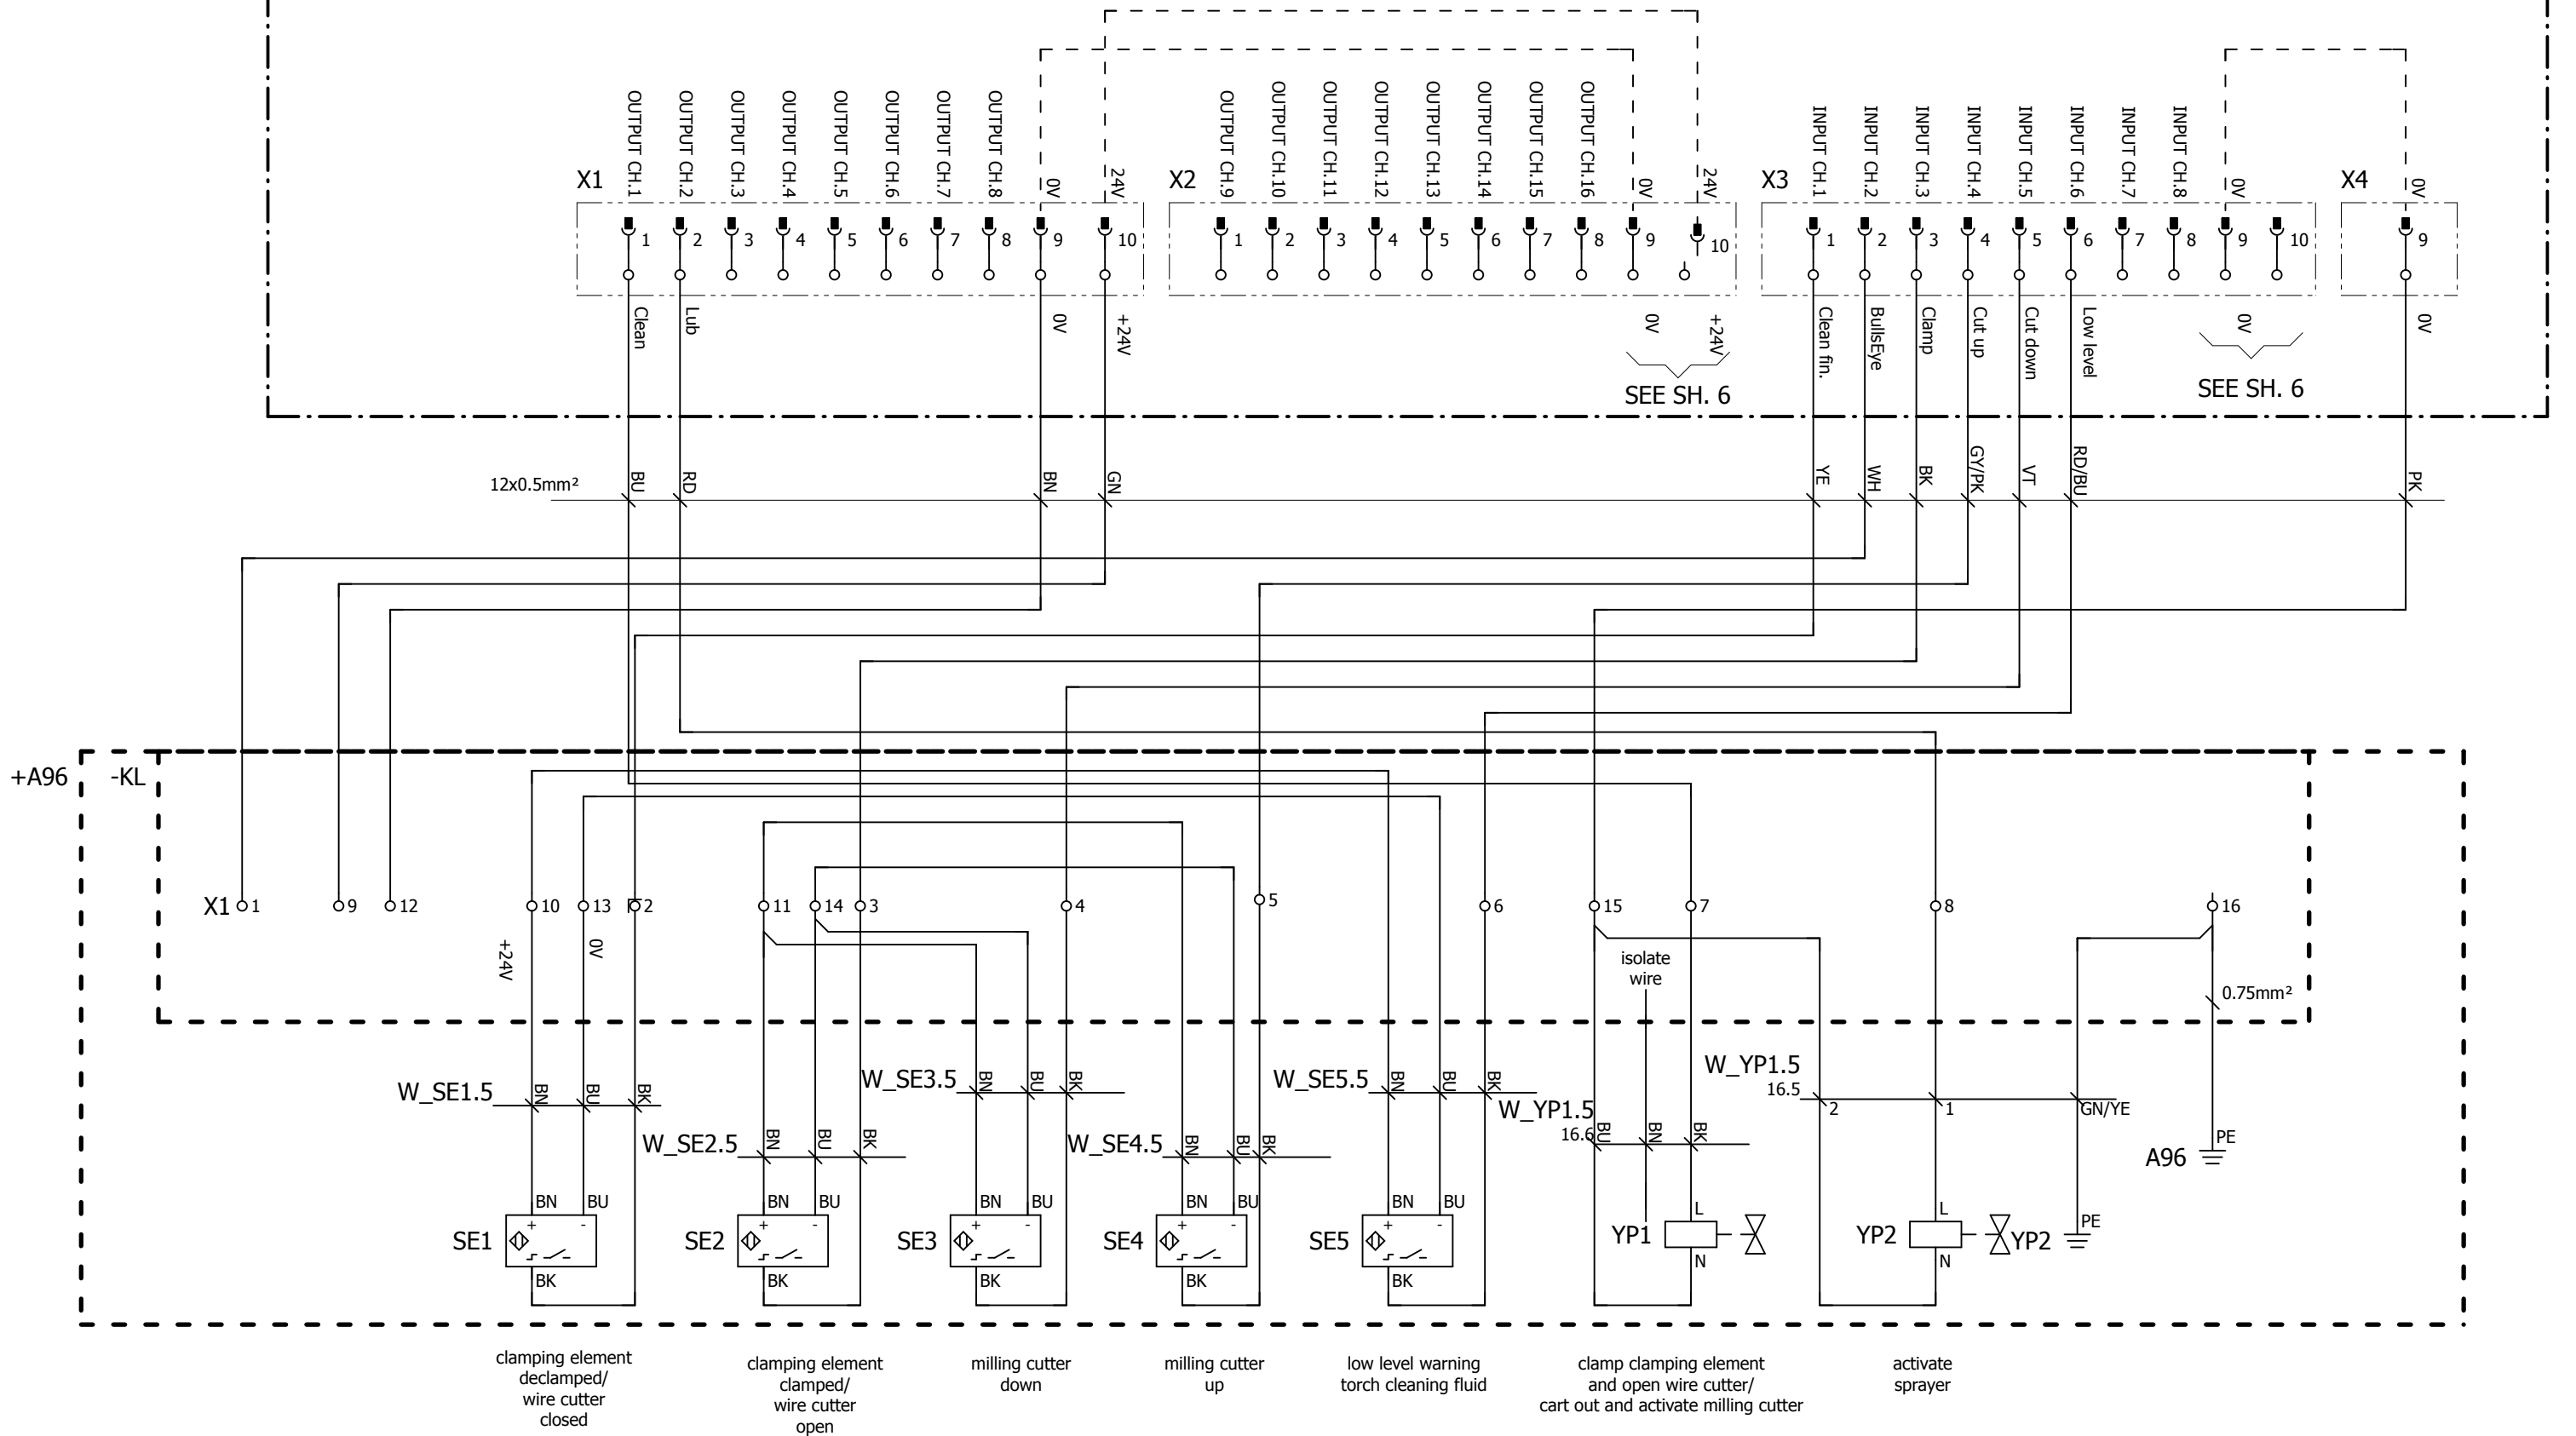 OUTPUT CH.1
OUTPUT CH.2
OUTPUT CH.3
OUTPUT CH.4
OUTPUT CH.5
OUTPUT CH.6
OUTPUT CH.7
OUTPUT CH.8
0V
24V
OUTPUT CH.9
OUTPUT CH.10
OUTPUT CH.11
OUTPUT CH.12
OUTPUT CH.13
OUTPUT CH.14
OUTPUT CH.15
OUTPUT CH.16
0V
24V
INPUT CH.1
INPUT CH.2
INPUT CH.3
INPUT CH.4
INPUT CH.5
INPUT CH.6
INPUT CH.7
INPUT CH.8
0V
0V
X1
X2
X3
X4
1 2 3 4 5 6 7 8 9 10
1 2 3 4 5 6 7 8 9 10
1 2 3 4 5 6 7 8 9 10
9
Clean
Lub
0V
+24V
0V
+24V
Clean fin.
BullsEye
Clamp
Cut up
Cut down
Low level
0V
0V
SEE SH. 6
SEE SH. 6
12x0.5mm²
BU
RD
BN
GN
YE
WH
BK
GY/PK
VT
RD/BU
PK
+A96
-KL
X1
1
9
12
10
13
2
11
14
3
4
5
6
15
7
8
16
+24V
0V
isolate
wire
0.75mm²
W_SE1.5
BN
BU
BK
W_SE2.5
BN
BU
BK
W_SE3.5
BN
BU
BK
W_SE4.5
BN
BU
BK
W_SE5.5
BN
BU
BK
W_YP1.5
16.6
BU
BN
BK
W_YP1.5
16.5
2
1
GN/YE
A96
PE
BN BU
SE1
+ -
BK
BN BU
SE2
+ -
BK
BN BU
SE3
+ -
BK
BN BU
SE4
+ -
BK
BN BU
SE5
+ -
BK
L
YP1
N
L
YP2
N
YP2
PE
clamping element
declamped/
wire cutter
closed
clamping element
clamped/
wire cutter
open
milling cutter
down
milling cutter
up
low level warning
torch cleaning fluid
clamp clamping element
and open wire cutter/
cart out and activate milling cutter
activate
sprayer